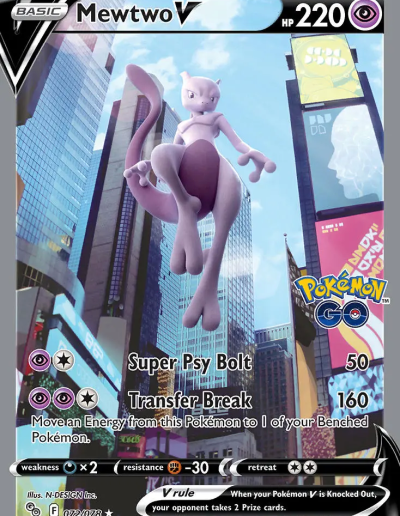 BASIC Mewtwo V HP 220
Pokémon
GO
Super Psy Bolt 50
Transfer Break 160
Move an Energy from this Pokémon to 1 of your Benched
Pokémon.
weakness ×2 resistance -30 retreat
Illus. N-DESIGN Inc.
F 072/078
V rule
When your Pokémon V is Knocked Out,
your opponent takes 2 Prize cards.